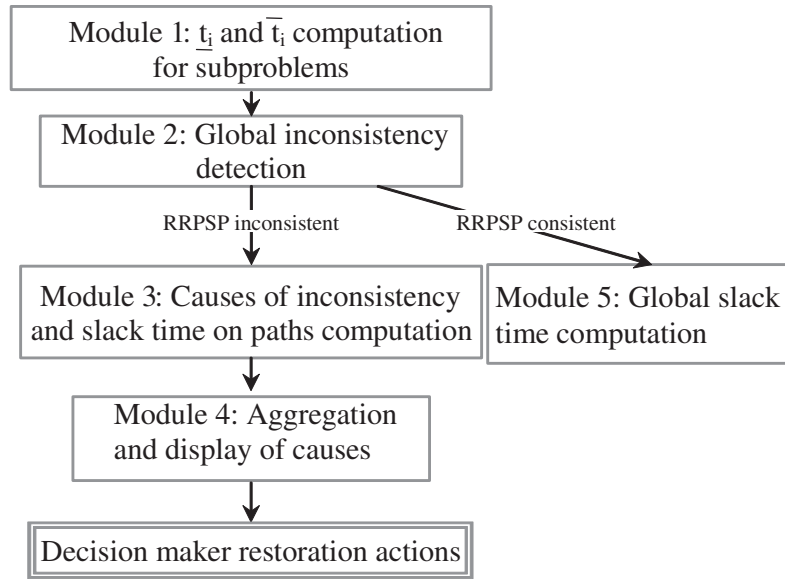 Module 1: t̲ᵢ and t̅ᵢ computation
for subproblems
Module 2: Global inconsistency
detection
RRPSP inconsistent
RRPSP consistent
Module 3: Causes of inconsistency
and slack time on paths computation
Module 5: Global slack
time computation
Module 4: Aggregation
and display of causes
Decision maker restoration actions